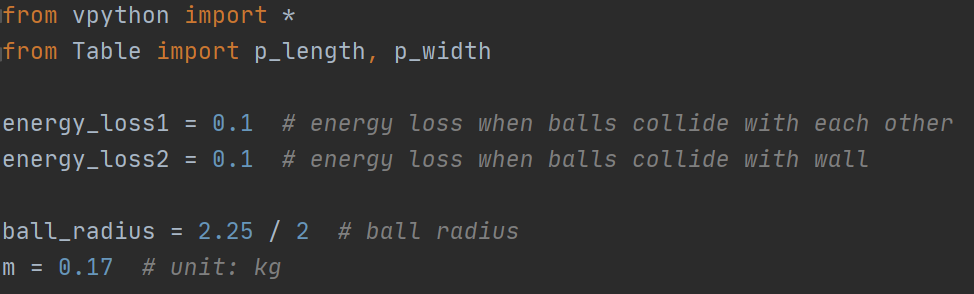 from vpython import *
from Table import p_length, p_width
energy_loss1 = 0.1  # energy loss when balls collide with each other
energy_loss2 = 0.1  # energy loss when balls collide with wall
ball_radius = 2.25 / 2  # ball radius
m = 0.17  # unit: kg